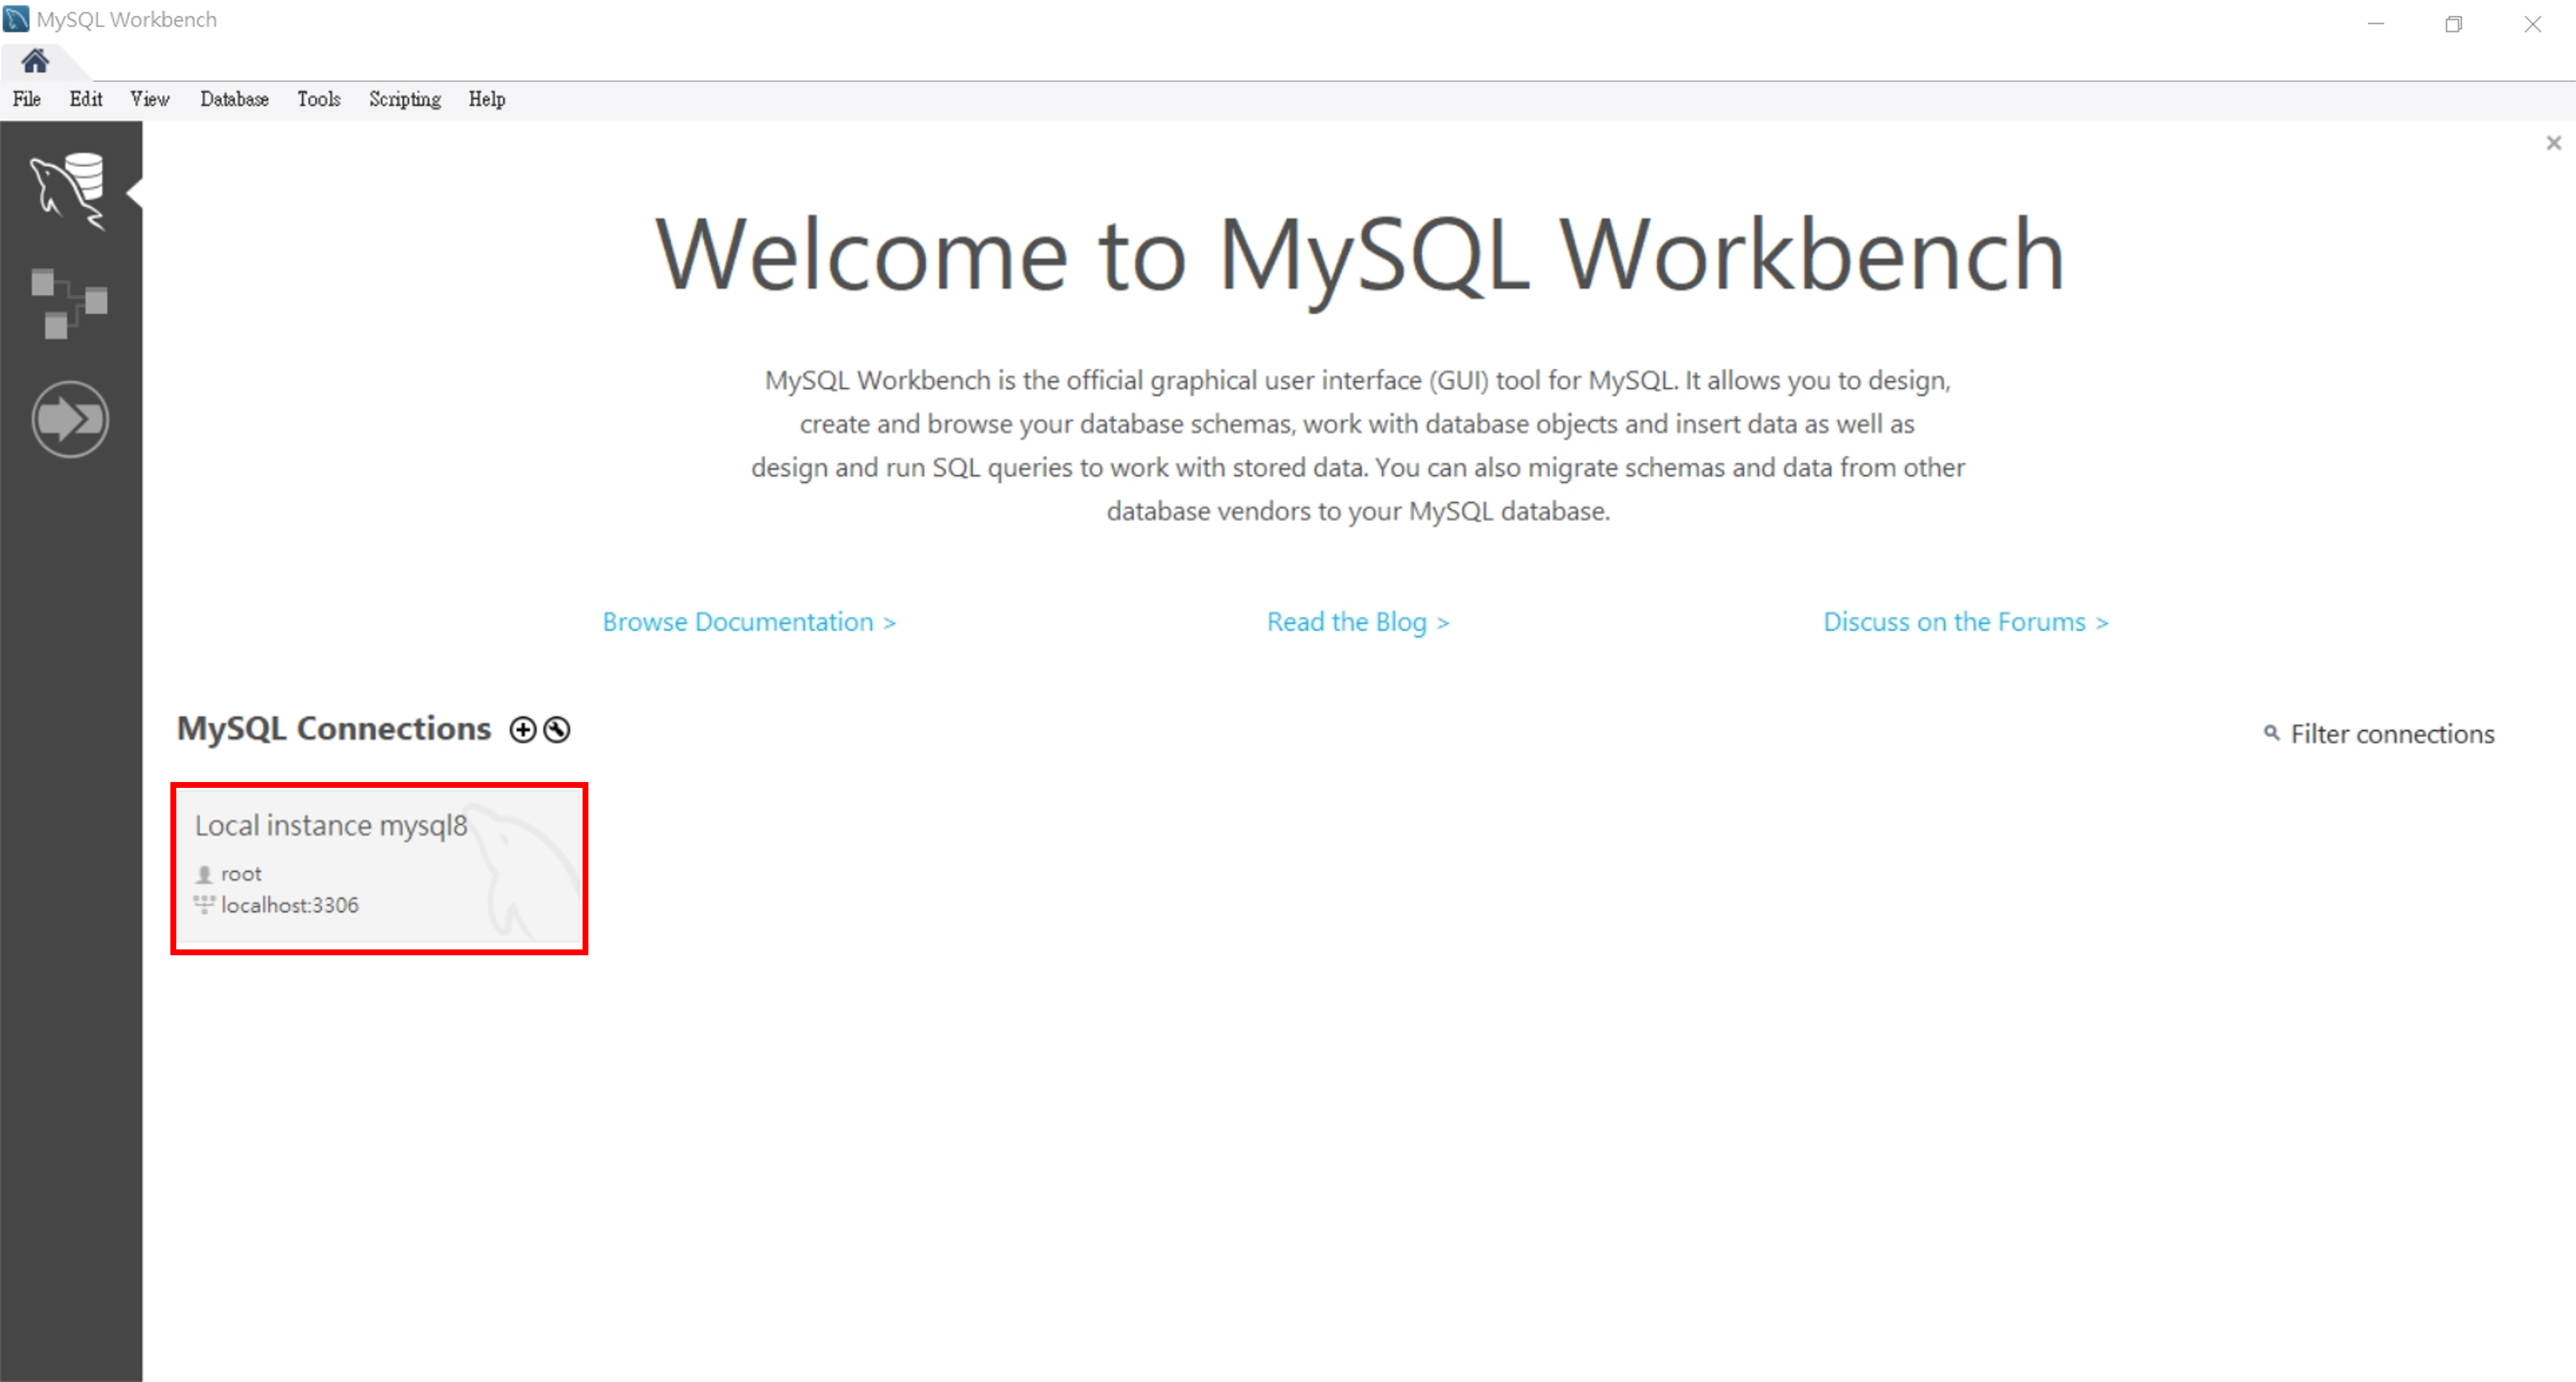 MySQL Workbench
File Edit View Database Tools Scripting Help
Welcome to MySQL Workbench
MySQL Workbench is the official graphical user interface (GUI) tool for MySQL. It allows you to design,
create and browse your database schemas, work with database objects and insert data as well as
design and run SQL queries to work with stored data. You can also migrate schemas and data from other
database vendors to your MySQL database.
Browse Documentation > Read the Blog > Discuss on the Forums >
MySQL Connections Filter connections
Local instance mysql8
root
localhost:3306